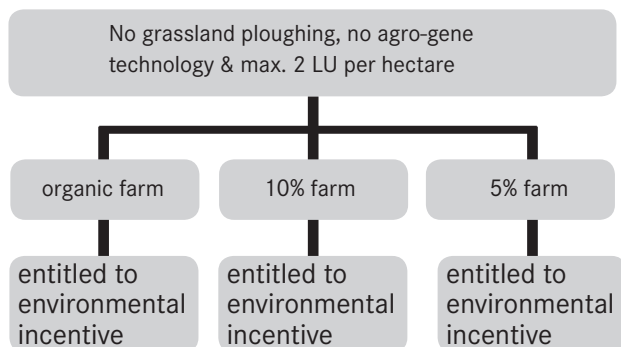 No grassland ploughing, no agro-gene
technology & max. 2 LU per hectare
organic farm
10% farm
5% farm
entitled to
environmental
incentive
entitled to
environmental
incentive
entitled to
environmental
incentive